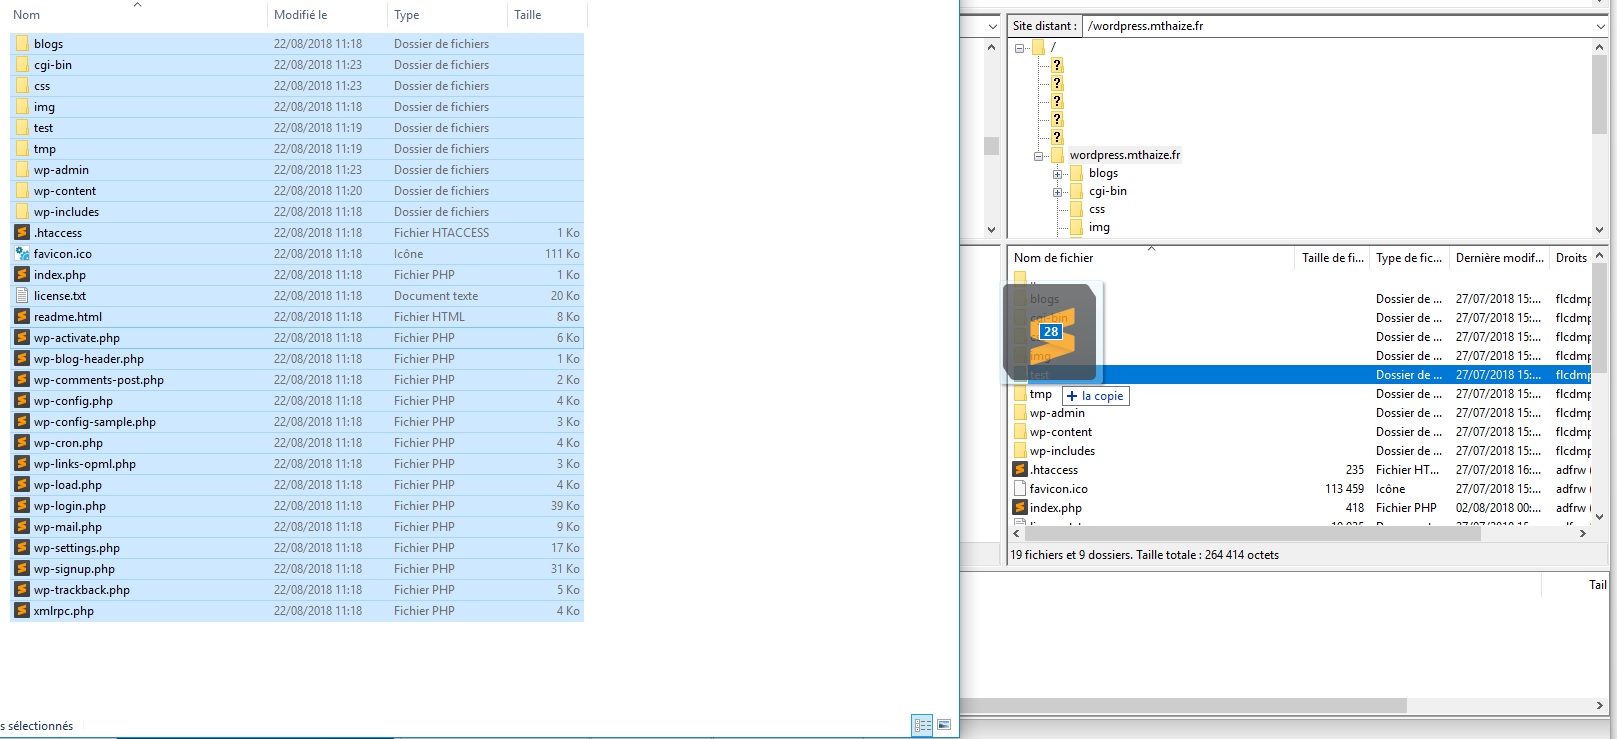 Nom Modifié le Type Taille
blogs 22/08/2018 11:18 Dossier de fichiers
cgi-bin 22/08/2018 11:23 Dossier de fichiers
css 22/08/2018 11:23 Dossier de fichiers
img 22/08/2018 11:18 Dossier de fichiers
test 22/08/2018 11:19 Dossier de fichiers
tmp 22/08/2018 11:19 Dossier de fichiers
wp-admin 22/08/2018 11:23 Dossier de fichiers
wp-content 22/08/2018 11:20 Dossier de fichiers
wp-includes 22/08/2018 11:18 Dossier de fichiers
.htaccess 22/08/2018 11:18 Fichier HTACCESS 1 Ko
favicon.ico 22/08/2018 11:18 Icône 111 Ko
index.php 22/08/2018 11:18 Fichier PHP 1 Ko
license.txt 22/08/2018 11:18 Document texte 20 Ko
readme.html 22/08/2018 11:18 Fichier HTML 8 Ko
wp-activate.php 22/08/2018 11:18 Fichier PHP 6 Ko
wp-blog-header.php 22/08/2018 11:18 Fichier PHP 1 Ko
wp-comments-post.php 22/08/2018 11:18 Fichier PHP 2 Ko
wp-config.php 22/08/2018 11:18 Fichier PHP 4 Ko
wp-config-sample.php 22/08/2018 11:18 Fichier PHP 3 Ko
wp-cron.php 22/08/2018 11:18 Fichier PHP 4 Ko
wp-links-opml.php 22/08/2018 11:18 Fichier PHP 3 Ko
wp-load.php 22/08/2018 11:18 Fichier PHP 4 Ko
wp-login.php 22/08/2018 11:18 Fichier PHP 39 Ko
wp-mail.php 22/08/2018 11:18 Fichier PHP 9 Ko
wp-settings.php 22/08/2018 11:18 Fichier PHP 17 Ko
wp-signup.php 22/08/2018 11:18 Fichier PHP 31 Ko
wp-trackback.php 22/08/2018 11:18 Fichier PHP 5 Ko
xmlrpc.php 22/08/2018 11:18 Fichier PHP 4 Ko
s sélectionnés
Site distant : /wordpress.mthaize.fr
/
?
?
?
?
?
wordpress.mthaize.fr
blogs
cgi-bin
css
img
Nom de fichier Taille de fi... Type de fic... Dernière modif... Droits
..
blogs Dossier de ... 27/07/2018 15:... flcdmp
cgi-bin Dossier de ... 27/07/2018 15:... flcdmp
28
Dossier de ... 27/07/2018 15:... flcdmp
img Dossier de ... 27/07/2018 15:... flcdmp
test Dossier de ... 27/07/2018 15:... flcdmp
tmp Dossier de ... 27/07/2018 15:... flcdmp
+ la copie
wp-admin Dossier de ... 27/07/2018 15:... flcdmp
wp-content Dossier de ... 27/07/2018 15:... flcdmp
wp-includes Dossier de ... 27/07/2018 15:... flcdmp
.htaccess 235 Fichier HT... 27/07/2018 16:... adfrw (
favicon.ico 113 459 Icône 27/07/2018 15:... adfrw (
index.php 418 Fichier PHP 02/08/2018 00:... adfrw (
19 fichiers et 9 dossiers. Taille totale : 264 414 octets
Tail